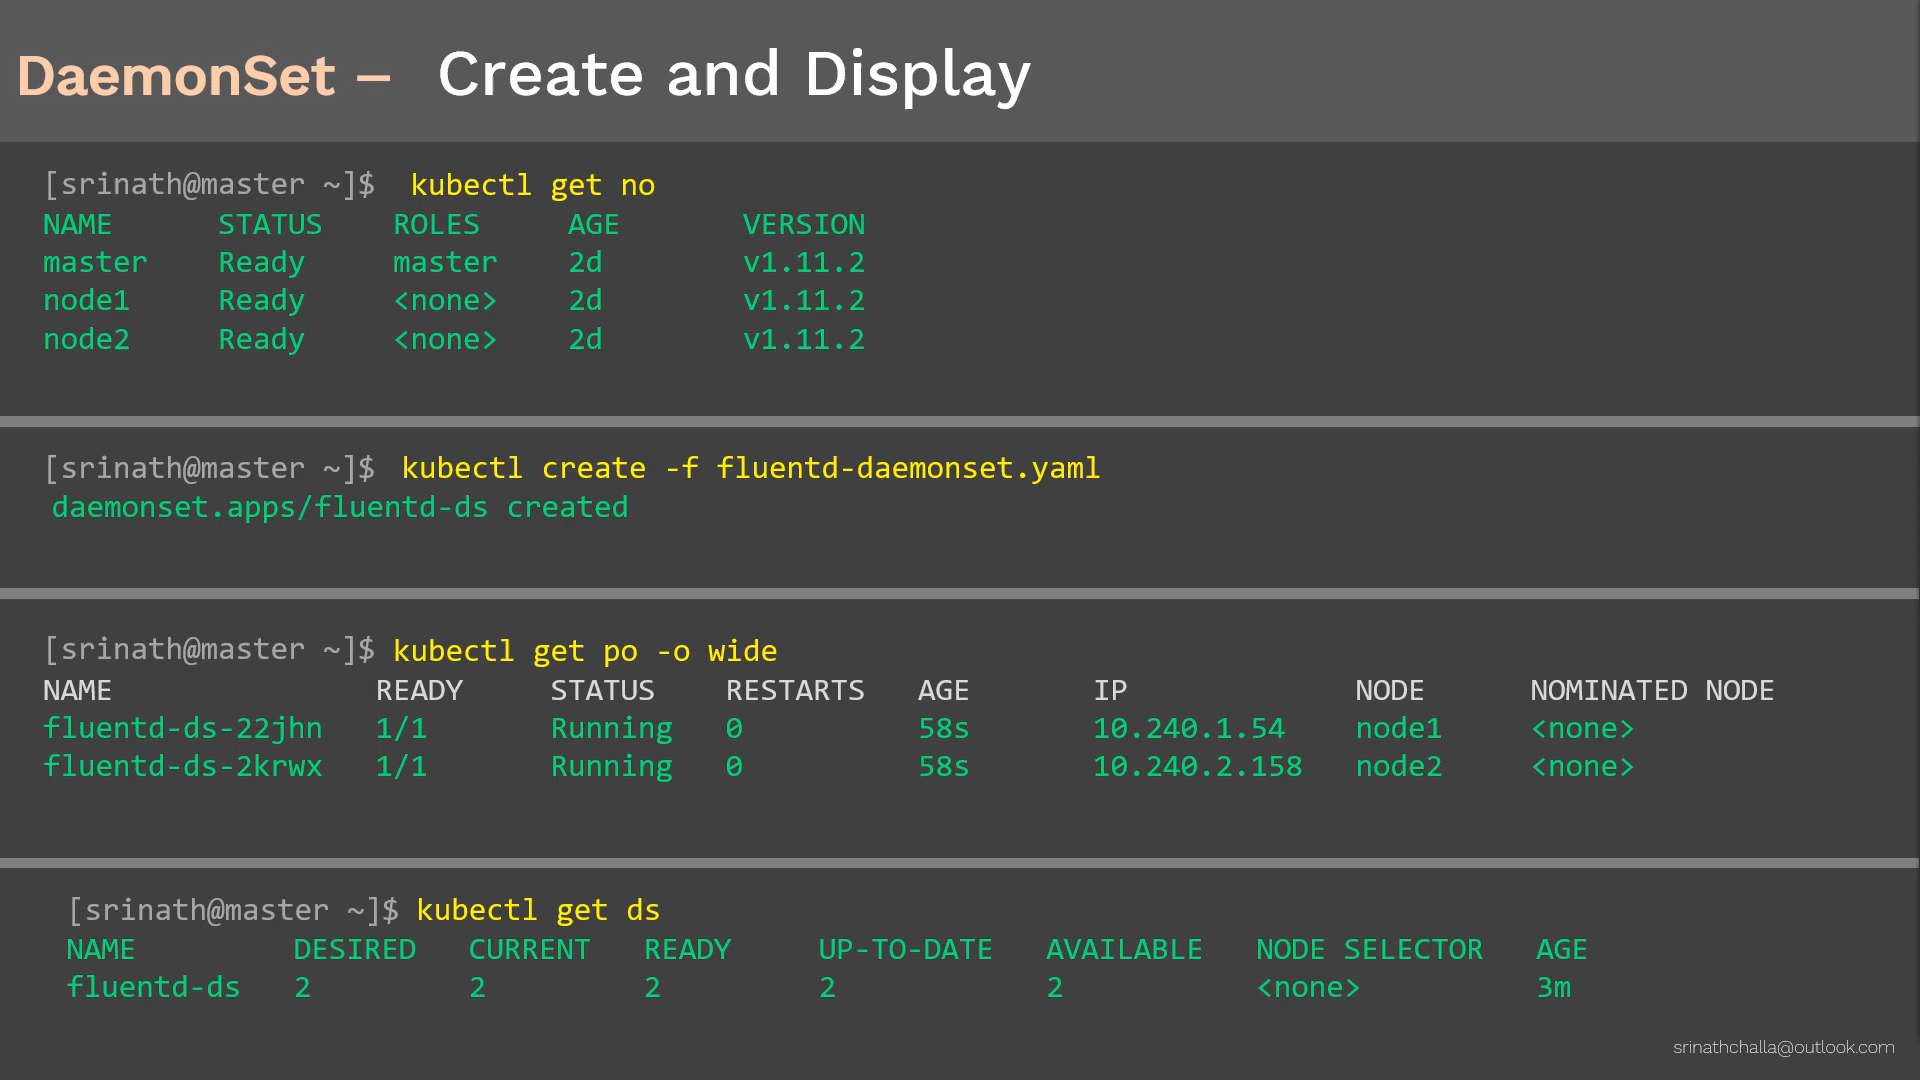 DaemonSet – Create and Display
[srinath@master ~]$ kubectl get no
NAME STATUS ROLES AGE VERSION
master Ready master 2d v1.11.2
node1 Ready <none> 2d v1.11.2
node2 Ready <none> 2d v1.11.2
[srinath@master ~]$ kubectl create -f fluentd-daemonset.yaml
daemonset.apps/fluentd-ds created
[srinath@master ~]$ kubectl get po -o wide
NAME READY STATUS RESTARTS AGE IP NODE NOMINATED NODE
fluentd-ds-22jhn 1/1 Running 0 58s 10.240.1.54 node1 <none>
fluentd-ds-2krwx 1/1 Running 0 58s 10.240.2.158 node2 <none>
[srinath@master ~]$ kubectl get ds
NAME DESIRED CURRENT READY UP-TO-DATE AVAILABLE NODE SELECTOR AGE
fluentd-ds 2 2 2 2 2 <none> 3m
srinathchalla@outlook.com